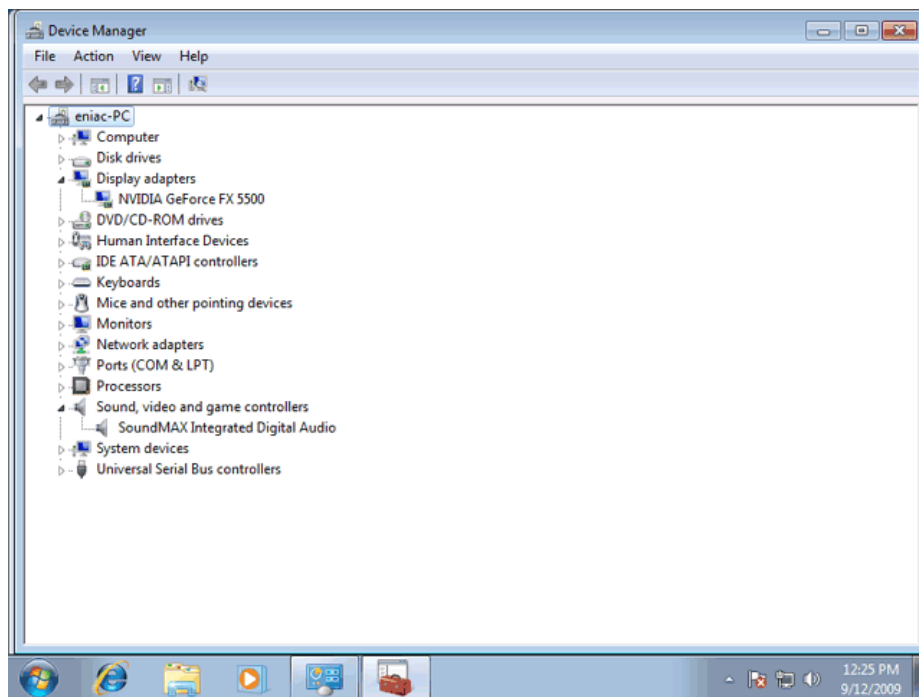 Device Manager
File Action View Help
eniac-PC
Computer
Disk drives
Display adapters
NVIDIA GeForce FX 5500
DVD/CD-ROM drives
Human Interface Devices
IDE ATA/ATAPI controllers
Keyboards
Mice and other pointing devices
Monitors
Network adapters
Ports (COM & LPT)
Processors
Sound, video and game controllers
SoundMAX Integrated Digital Audio
System devices
Universal Serial Bus controllers
12:25 PM
9/12/2009